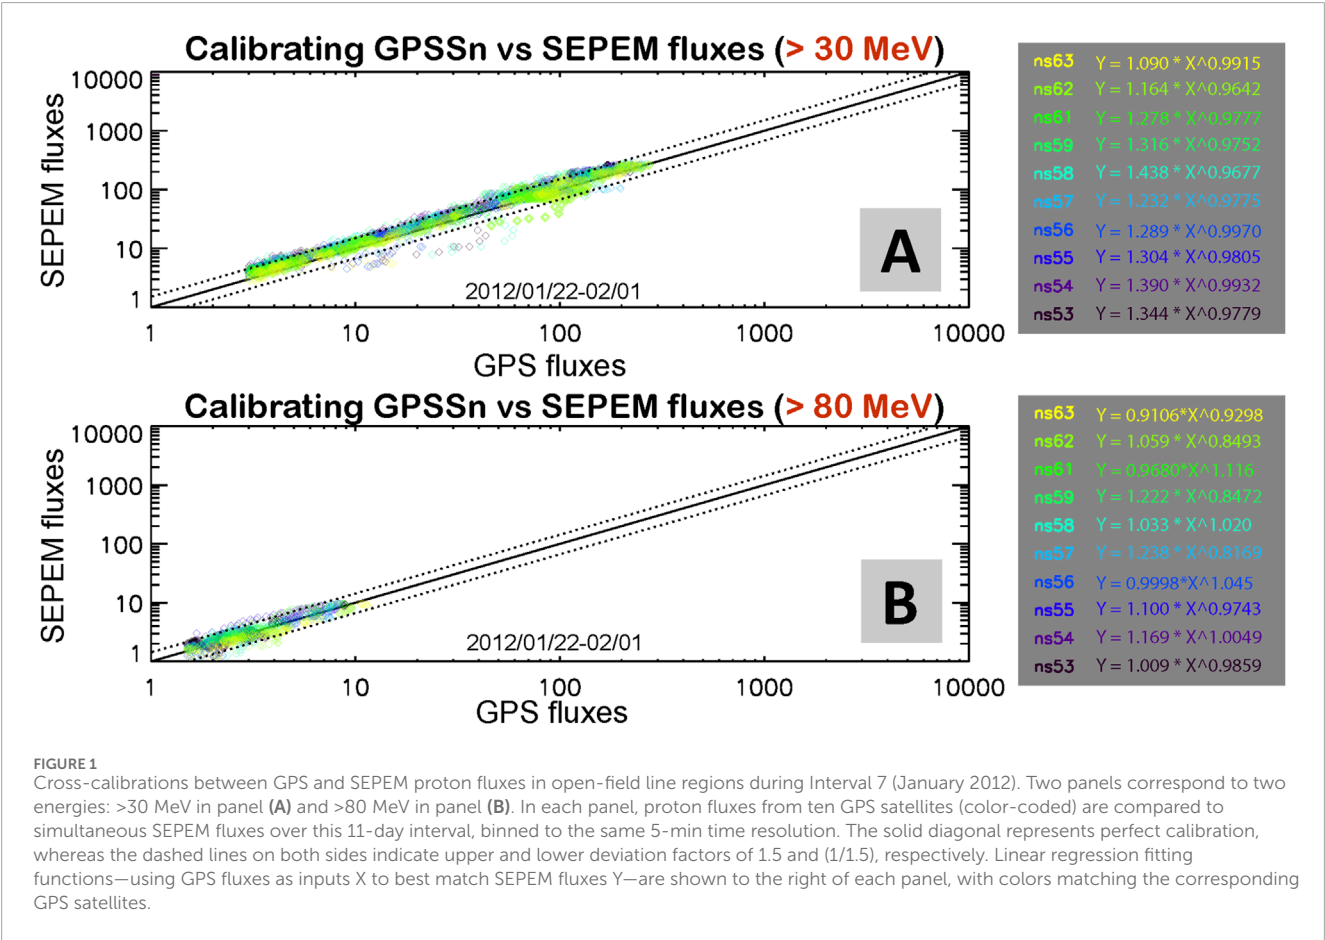 Calibrating GPSSn vs SEPEM fluxes (> 30 MeV)
SEPEM fluxes
10000
1000
100
10
1
A
2012/01/22-02/01
1 10 100 1000 10000
GPS fluxes
ns63 Y = 1.090 * X^0.9915
ns62 Y = 1.164 * X^0.9642
ns61 Y = 1.278 * X^0.9777
ns59 Y = 1.316 * X^0.9752
ns58 Y = 1.438 * X^0.9677
ns57 Y = 1.232 * X^0.9775
ns56 Y = 1.289 * X^0.9970
ns55 Y = 1.304 * X^0.9805
ns54 Y = 1.390 * X^0.9932
ns53 Y = 1.344 * X^0.9779
Calibrating GPSSn vs SEPEM fluxes (> 80 MeV)
SEPEM fluxes
10000
1000
100
10
1
B
2012/01/22-02/01
1 10 100 1000 10000
GPS fluxes
ns63 Y = 0.9106*X^0.9298
ns62 Y = 1.059 * X^0.8493
ns61 Y = 0.9680*X^1.116
ns59 Y = 1.222 * X^0.8472
ns58 Y = 1.033 * X^1.020
ns57 Y = 1.238 * X^0.8169
ns56 Y = 0.9998*X^1.045
ns55 Y = 1.100 * X^0.9743
ns54 Y = 1.169 * X^1.0049
ns53 Y = 1.009 * X^0.9859
FIGURE 1
Cross-calibrations between GPS and SEPEM proton fluxes in open-field line regions during Interval 7 (January 2012). Two panels correspond to two
energies: >30 MeV in panel (A) and >80 MeV in panel (B). In each panel, proton fluxes from ten GPS satellites (color-coded) are compared to
simultaneous SEPEM fluxes over this 11-day interval, binned to the same 5-min time resolution. The solid diagonal represents perfect calibration,
whereas the dashed lines on both sides indicate upper and lower deviation factors of 1.5 and (1/1.5), respectively. Linear regression fitting
functions—using GPS fluxes as inputs X to best match SEPEM fluxes Y—are shown to the right of each panel, with colors matching the corresponding
GPS satellites.